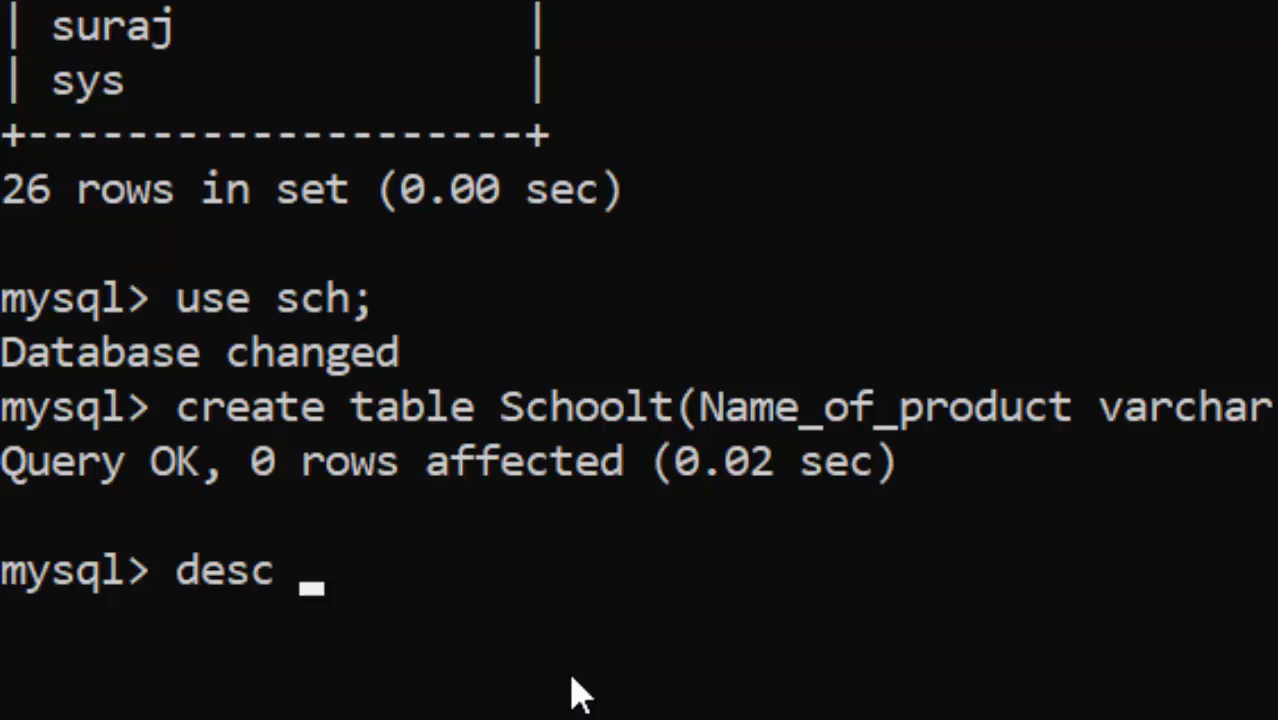 | suraj |
| sys |
+--------------------+
26 rows in set (0.00 sec)
mysql> use sch;
Database changed
mysql> create table Schoolt(Name_of_product varchar
Query OK, 0 rows affected (0.02 sec)
mysql> desc